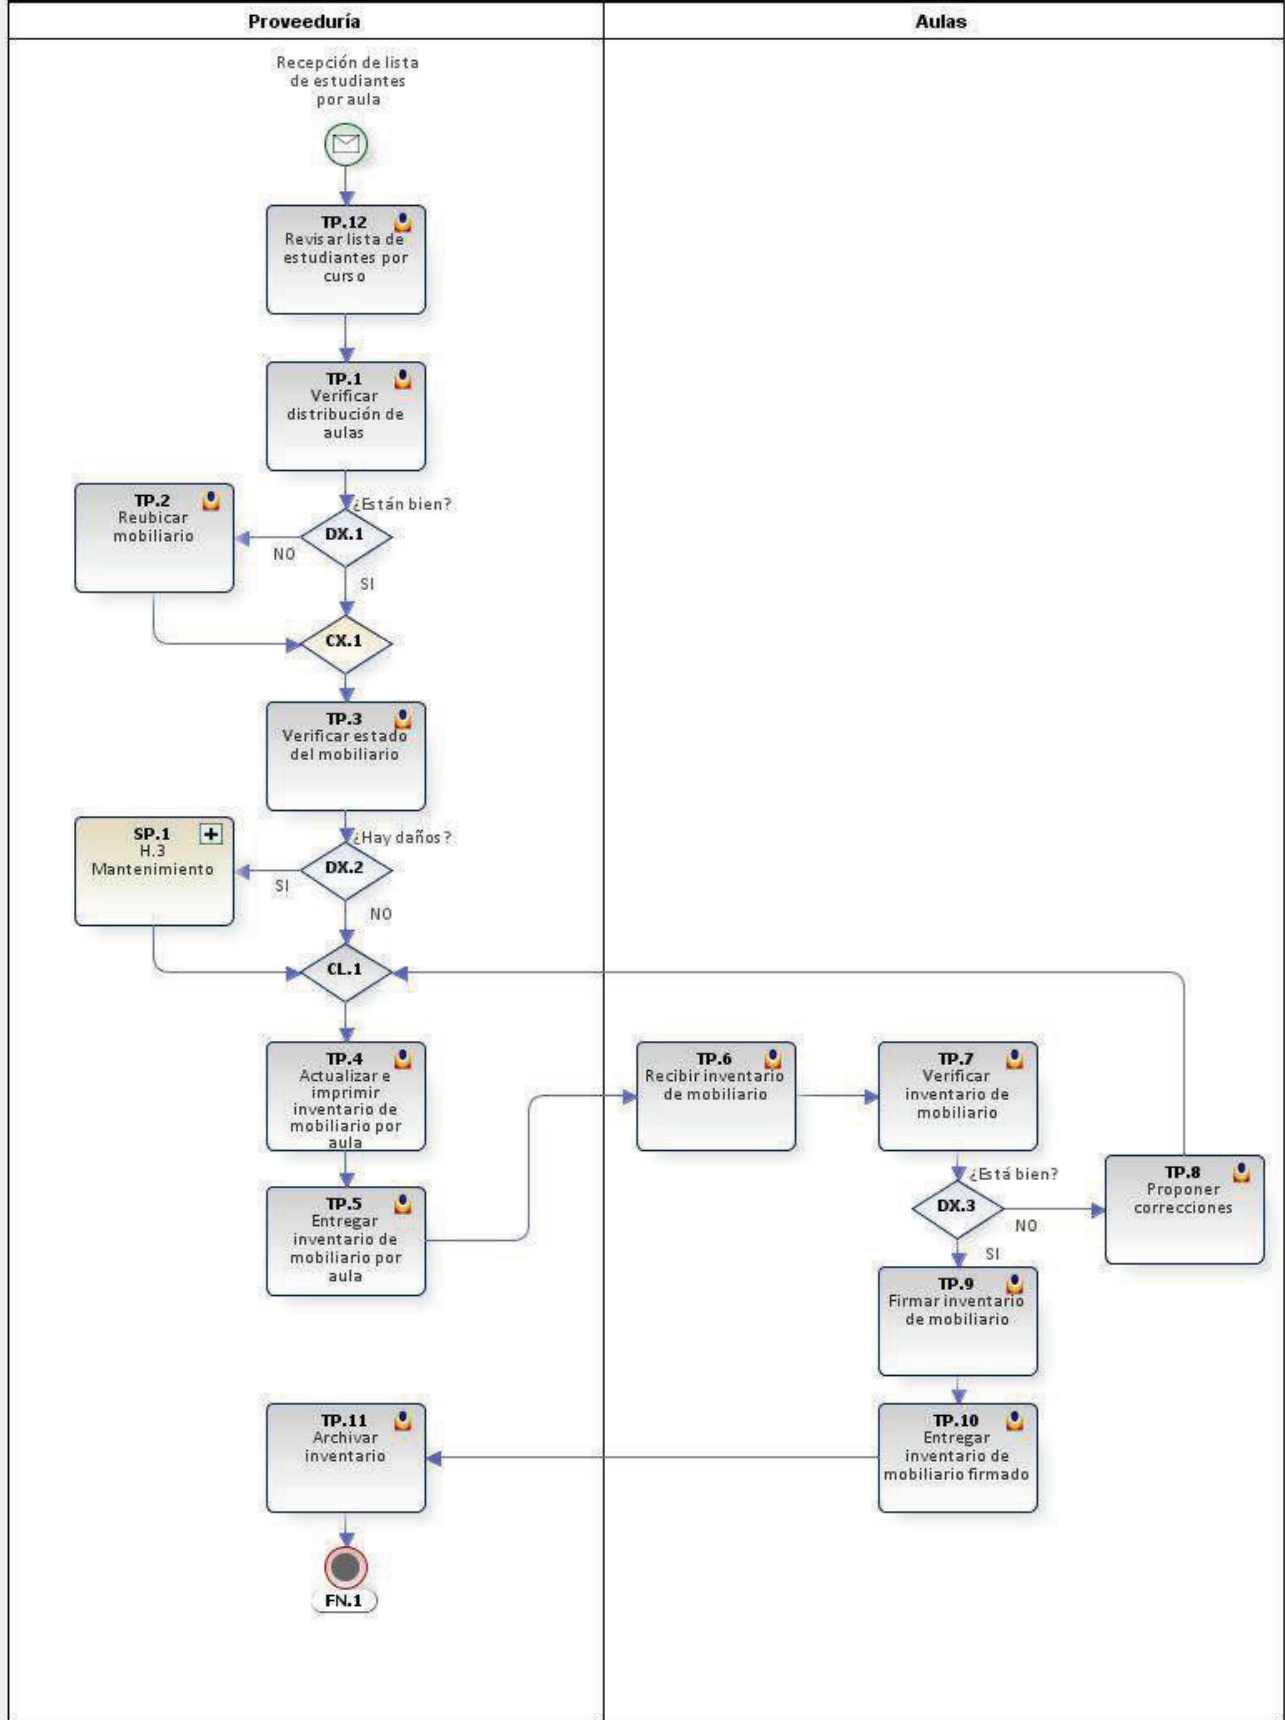 Proveeduría
Aulas
Recepción de lista
de estudiantes
por aula
TP.12
Revisar lista de
estudiantes por
curso
TP.1
Verificar
distribución de
aulas
¿Están bien?
DX.1
NO
SI
TP.2
Reubicar
mobiliario
CX.1
TP.3
Verificar estado
del mobiliario
¿Hay daños?
DX.2
SI
NO
SP.1
H.3
Mantenimiento
CL.1
TP.4
Actualizar e
imprimir
inventario de
mobiliario por
aula
TP.5
Entregar
inventario de
mobiliario por
aula
TP.6
Recibir inventario
de mobiliario
TP.7
Verificar
inventario de
mobiliario
¿Está bien?
DX.3
NO
SI
TP.8
Proponer
correcciones
TP.9
Firmar inventario
de mobiliario
TP.10
Entregar
inventario de
mobiliario firmado
TP.11
Archivar
inventario
FN.1